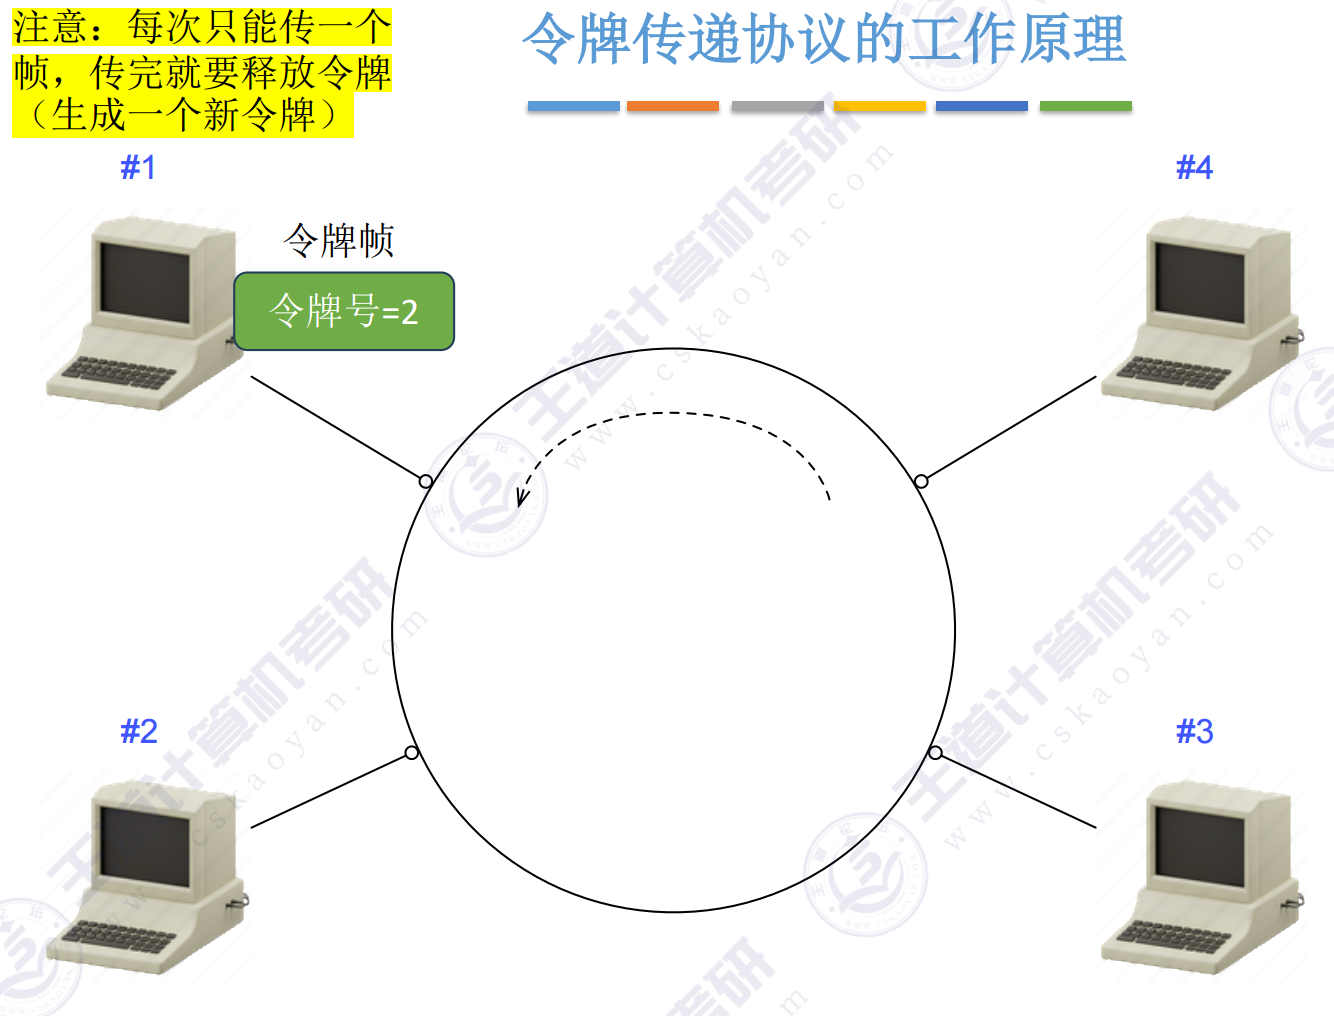 注意：每次只能传一个
帧，传完就要释放令牌
（生成一个新令牌）
令牌传递协议的工作原理
#1
#4
令牌帧
令牌号=2
#2
#3
王道计算机考研
www.cskaoyan.com
王道计算机考研
www.cskaoyan.com
王道计算机考研
www.cskaoyan.com